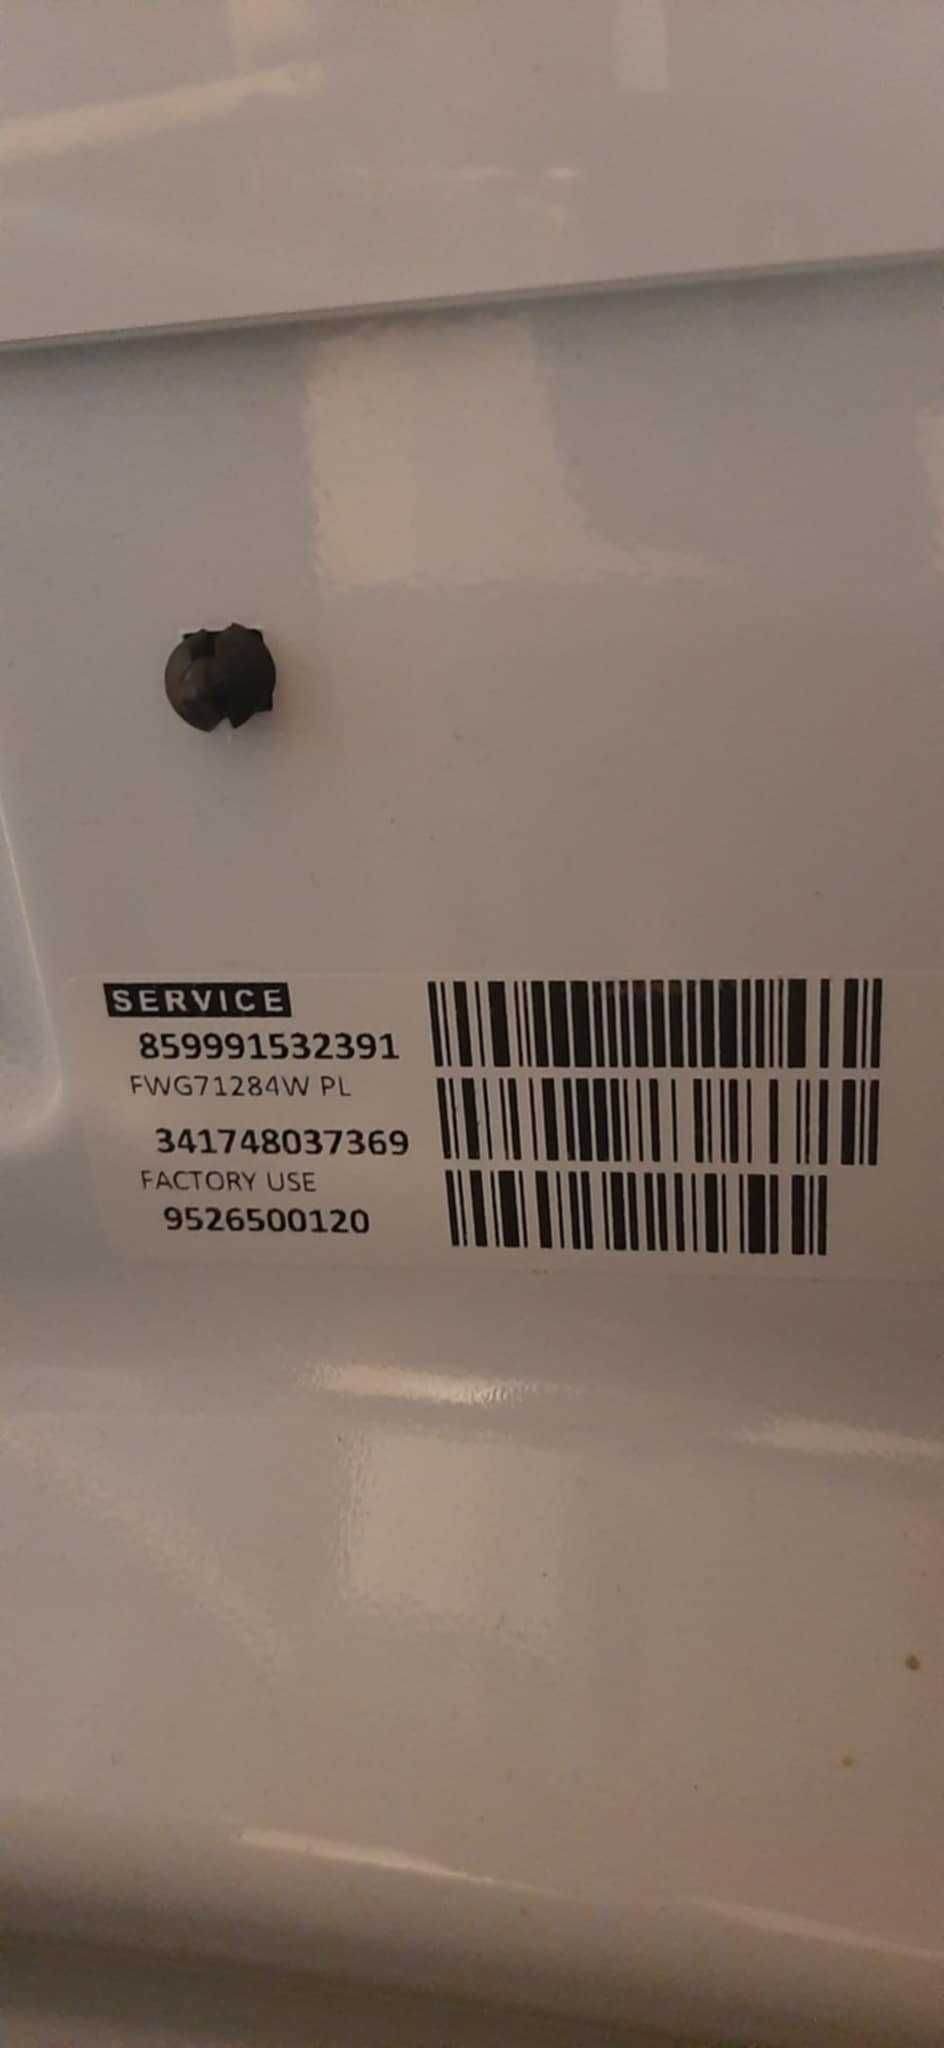 SERVICE
859991532391
FWG71284W PL
341748037369
FACTORY USE
9526500120